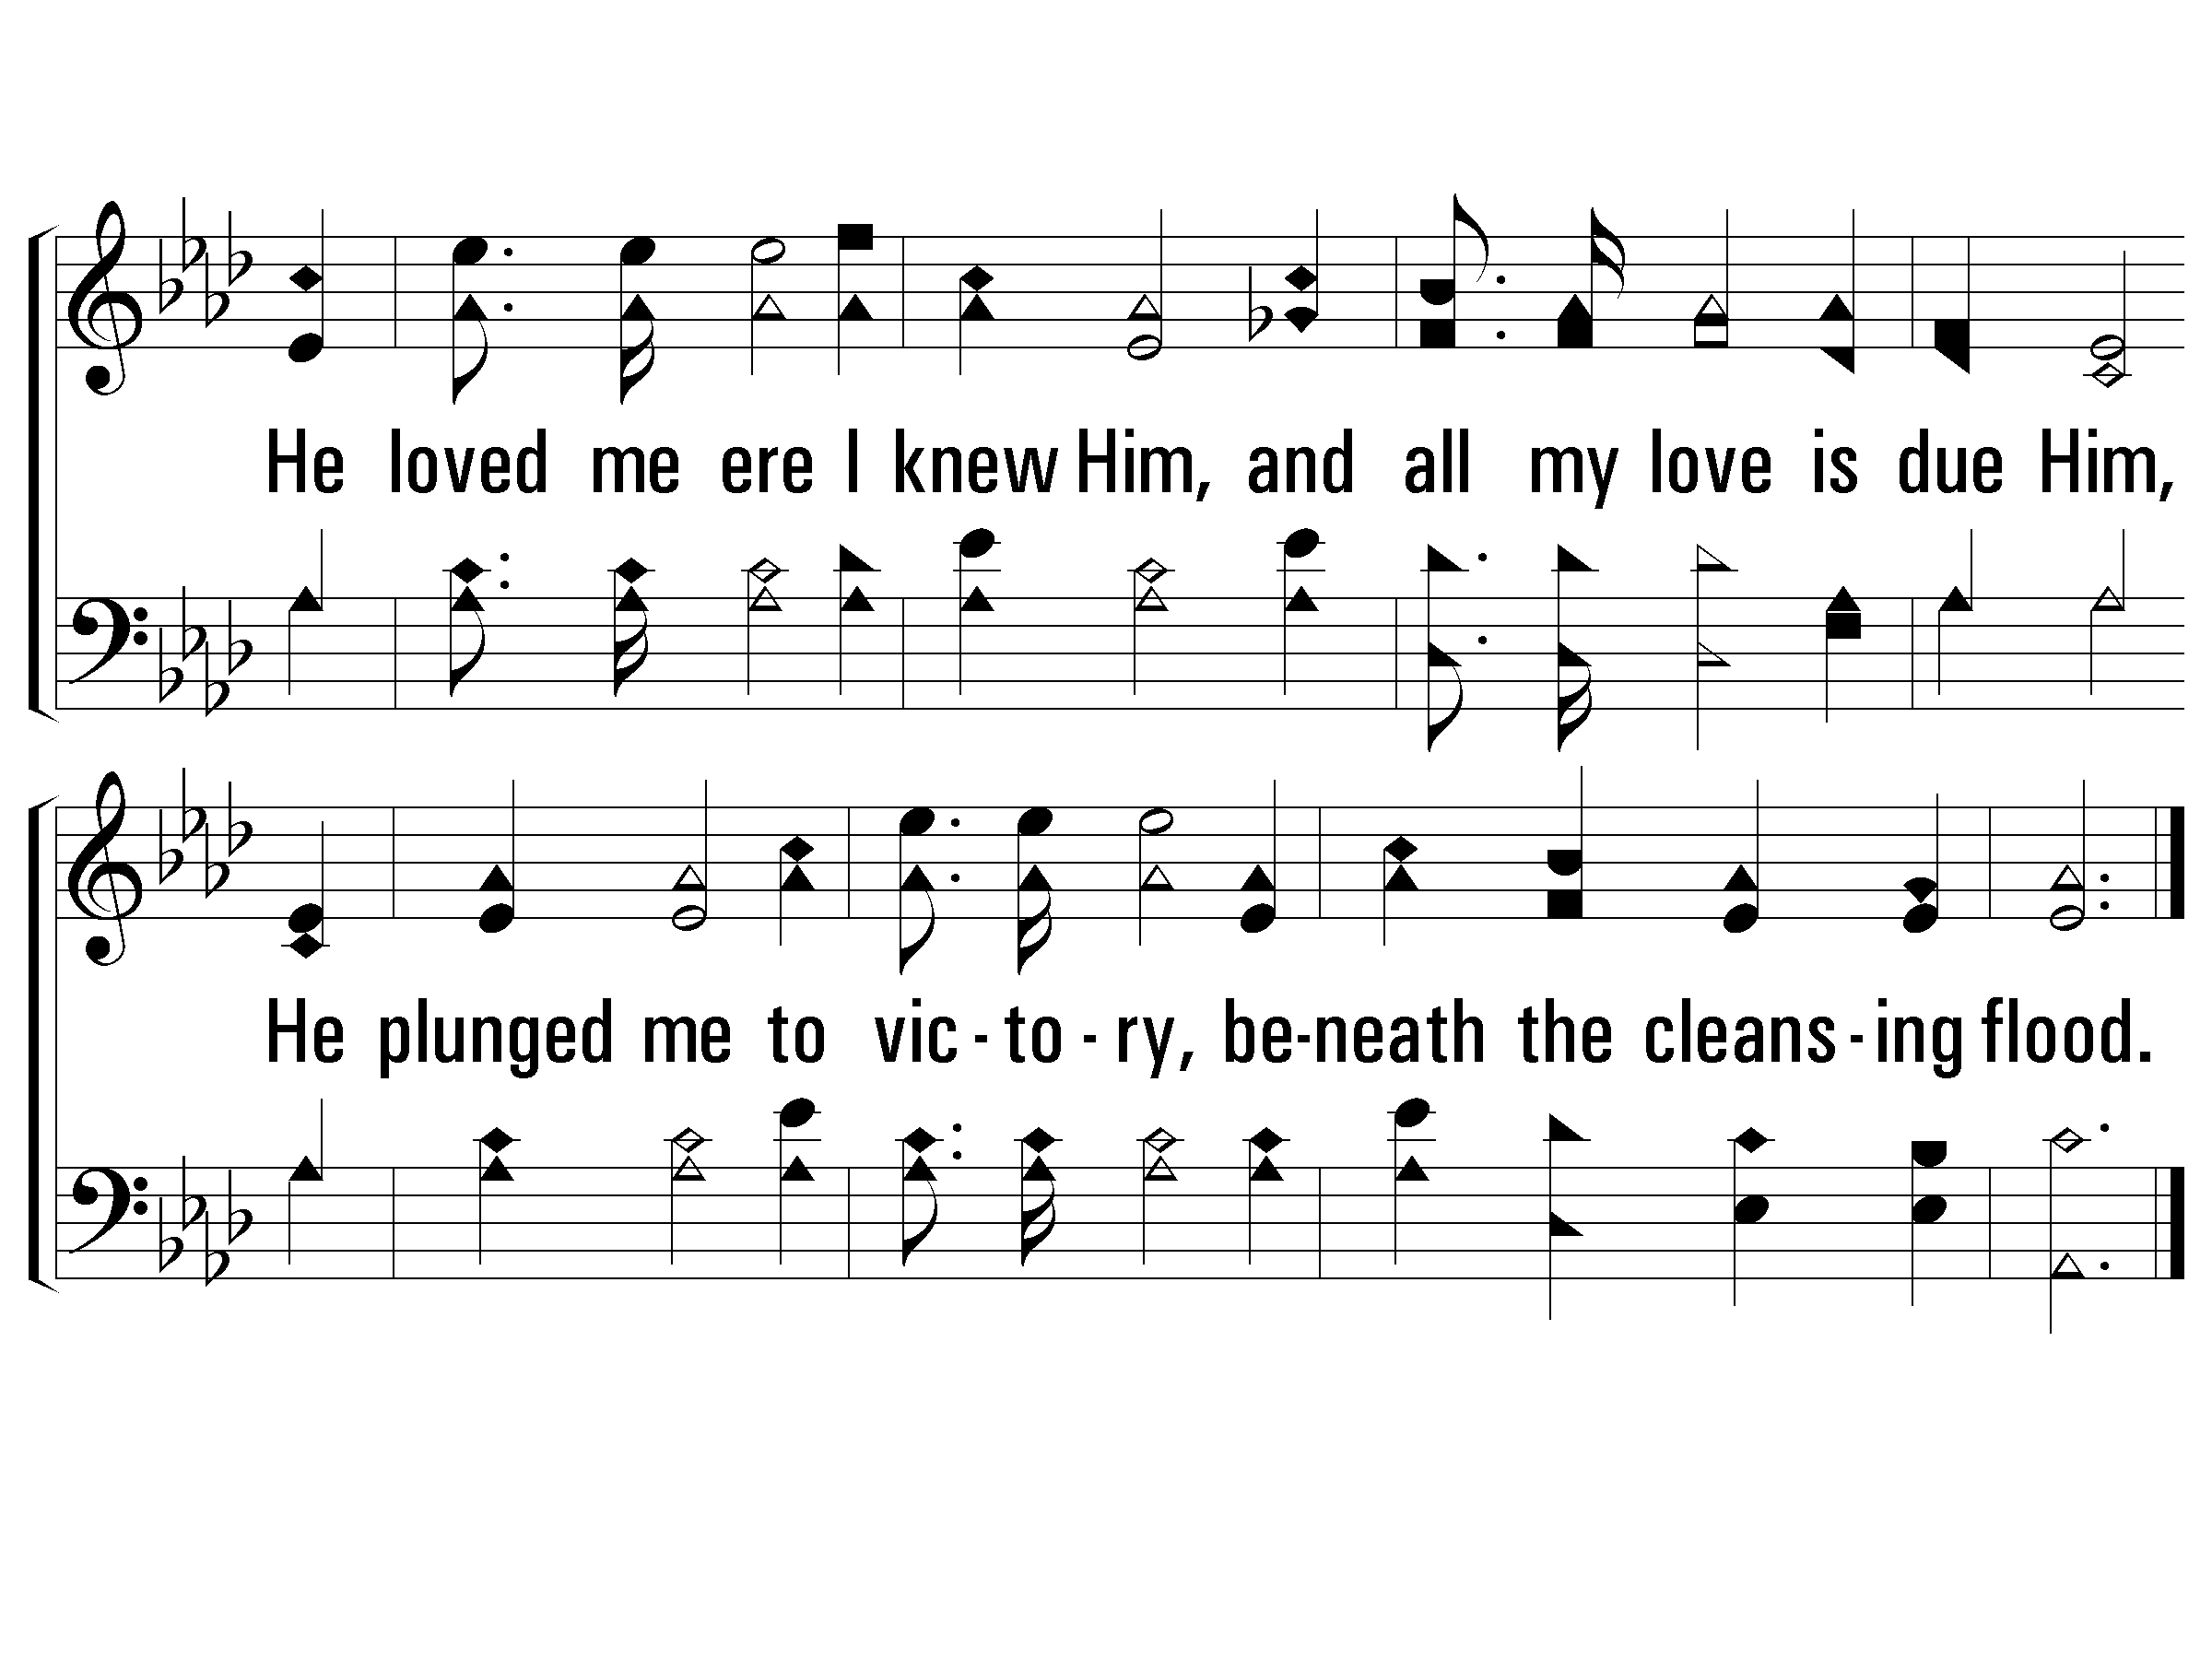 He loved me ere I knew Him, and all my love is due Him,
He plunged me to vic - to - ry, be-neath the cleans - ing flood.